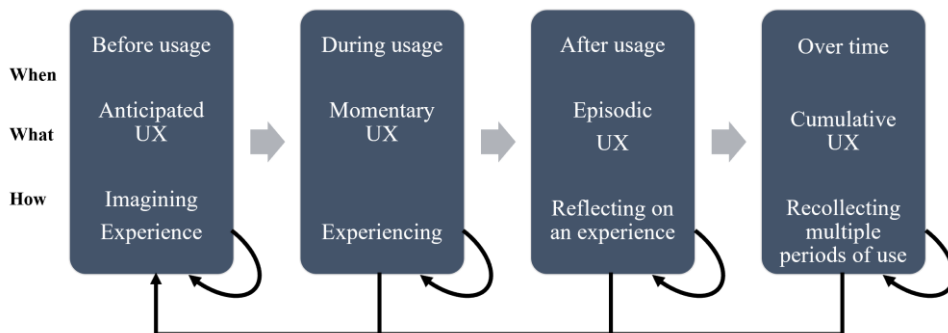 When
What
How
Before usage
Anticipated
UX
Imagining
Experience
During usage
Momentary
UX
Experiencing
After usage
Episodic
UX
Reflecting on
an experience
Over time
Cumulative
UX
Recollecting
multiple
periods of use